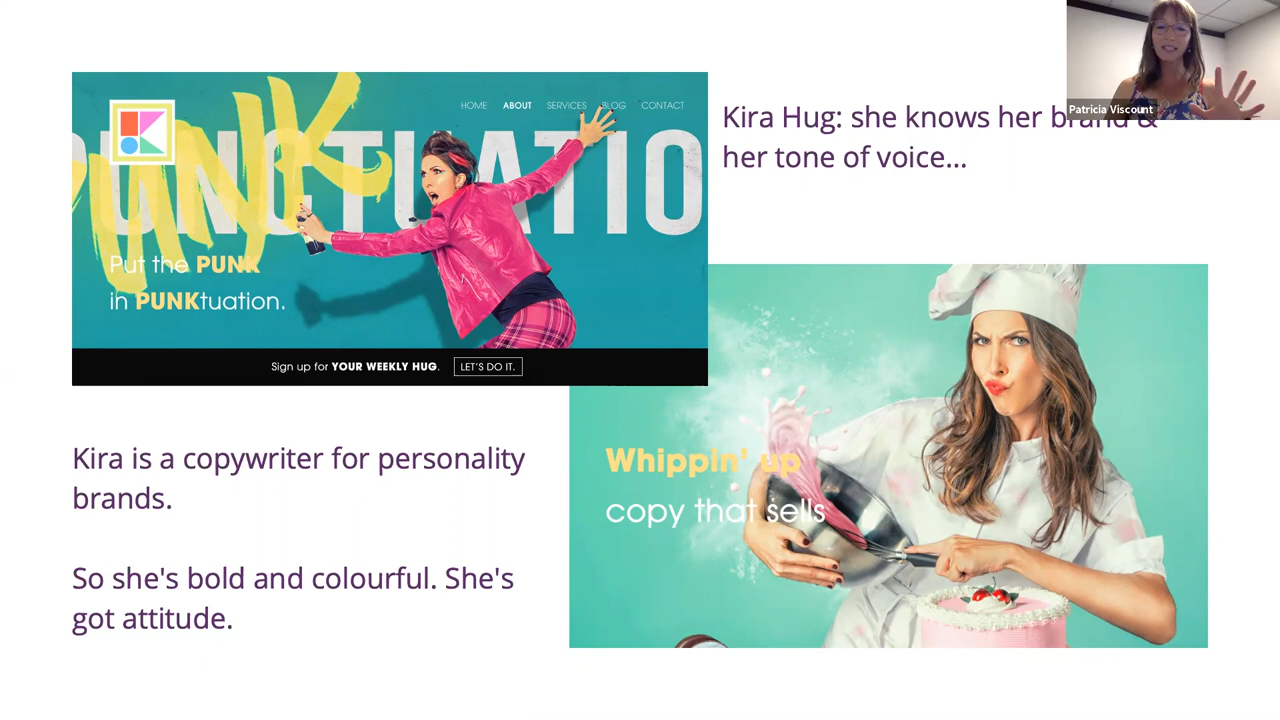 Patricia Viscount
Kira Hug: she knows her brand &
her tone of voice...
HOME ABOUT SERVICES BLOG CONTACT
PUNK
PUNCTUATIO
Put the PUNK
in PUNKtuation.
Sign up for YOUR WEEKLY HUG. LET'S DO IT.
Whippin' up
copy that sells
Kira is a copywriter for personality
brands.
So she's bold and colourful. She's
got attitude.